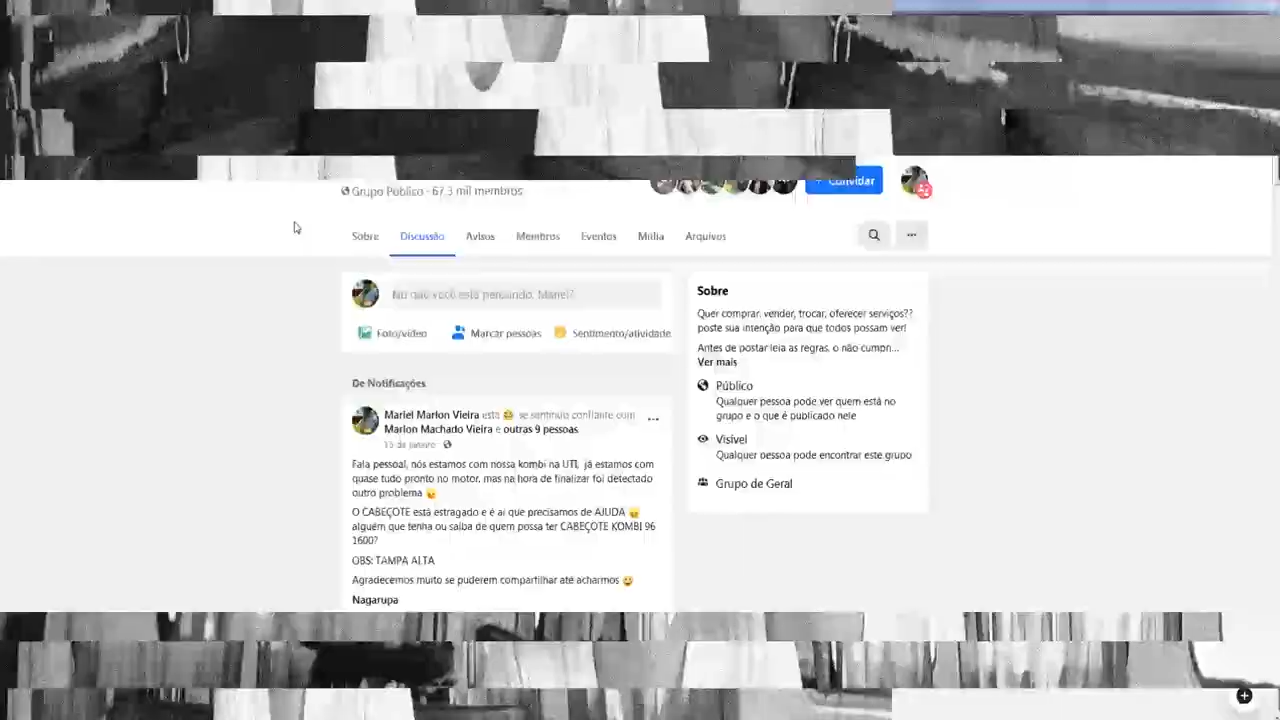 Grupo Público · 67,3 mil membros
+ Convidar
Sobre Discussão Avisos Membros Eventos Mídia Arquivos
No que você está pensando, Mariel?
Foto/vídeo Marcar pessoas Sentimento/atividade
De Notificações
Mariel Marlon Vieira está 😂 se sentindo confiante com
Marlon Machado Vieira e outras 9 pessoas.
15 de janeiro
Fala pessoal, nós estamos com nossa kombi na UTI, já estamos com
quase tudo pronto no motor, mas na hora de finalizar foi detectado
outro problema 😖
O CABEÇOTE está estragado e é aí que precisamos de AJUDA 😖
alguém que tenha ou saiba de quem possa ter CABEÇOTE KOMBI 96
1600?
OBS: TAMPA ALTA
Agradecemos muito se puderem compartilhar até acharmos 😃
Nagarupa
Sobre
Quer comprar, vender, trocar, oferecer serviços??
poste sua intenção para que todos possam ver!
Antes de postar leia as regras, o não cumpri...
Ver mais
Público
Qualquer pessoa pode ver quem está no
grupo e o que é publicado nele
Visível
Qualquer pessoa pode encontrar este grupo
Grupo de Geral